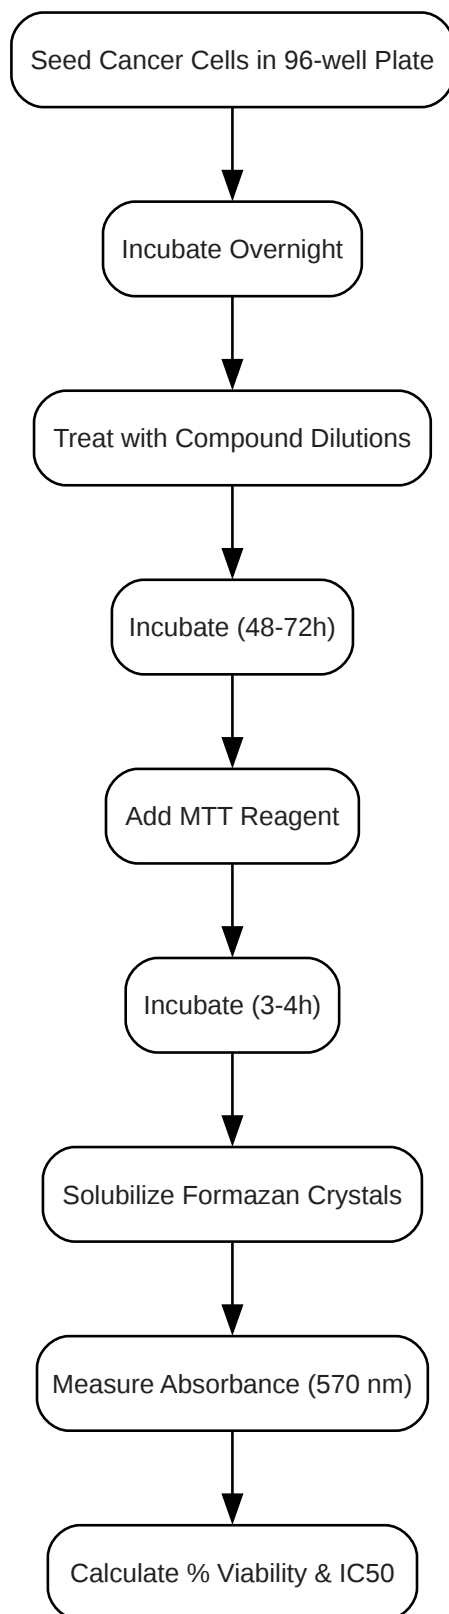 Seed Cancer Cells in 96-well Plate
Incubate Overnight
Treat with Compound Dilutions
Incubate (48-72h)
Add MTT Reagent
Incubate (3-4h)
Solubilize Formazan Crystals
Measure Absorbance (570 nm)
Calculate % Viability & IC50